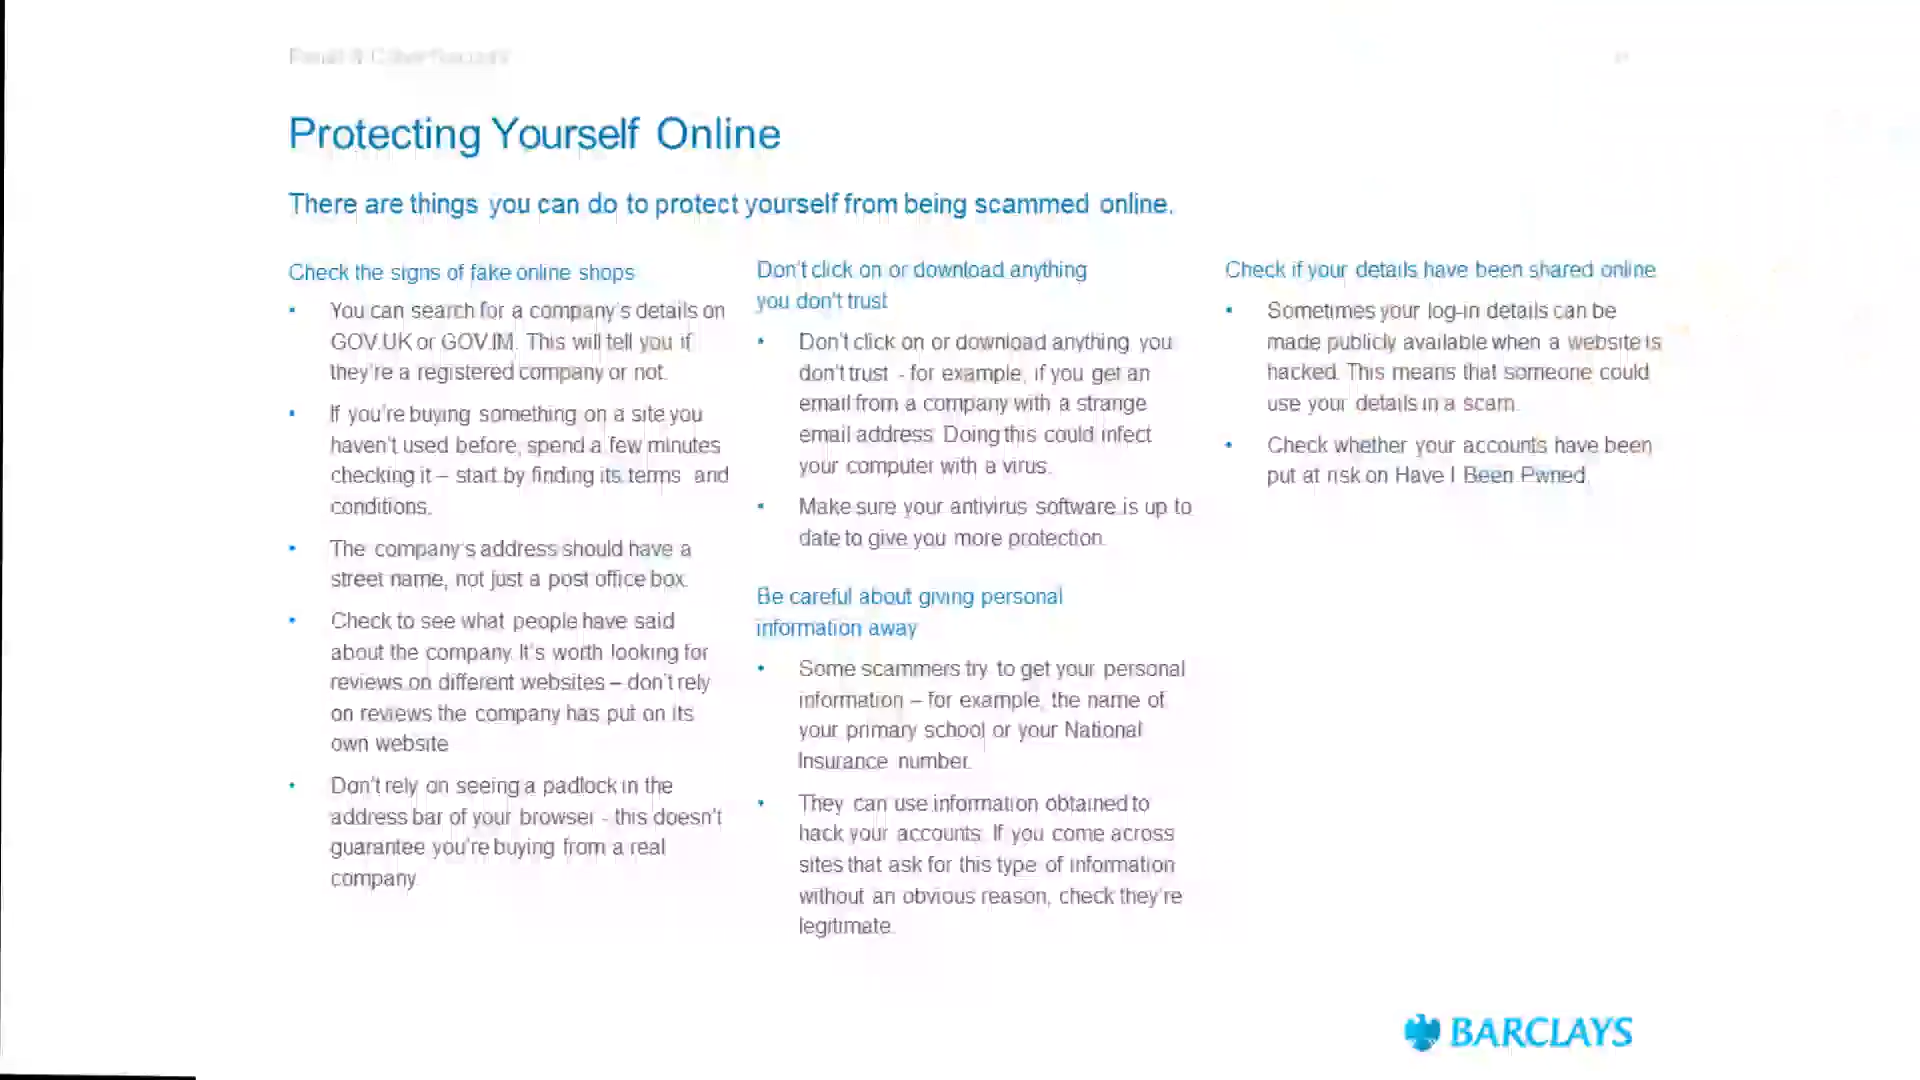 Protecting Yourself Online
There are things you can do to protect yourself from being scammed online.
Check the signs of fake online shops
• You can search for a company's details on
GOV.UK or GOV.IM. This will tell you if
they're a registered company or not.
• If you're buying something on a site you
haven't used before, spend a few minutes
checking it – start by finding its terms and
conditions.
• The company's address should have a
street name, not just a post office box.
• Check to see what people have said
about the company. It's worth looking for
reviews on different websites – don't rely
on reviews the company has put on its
own website
• Don't rely on seeing a padlock in the
address bar of your browser - this doesn't
guarantee you're buying from a real
company.
Don't click on or download anything
you don't trust
• Don't click on or download anything you
don't trust - for example, if you get an
email from a company with a strange
email address. Doing this could infect
your computer with a virus.
• Make sure your antivirus software is up to
date to give you more protection.
Be careful about giving personal
information away
• Some scammers try to get your personal
information – for example, the name of
your primary school or your National
Insurance number.
• They can use information obtained to
hack your accounts. If you come across
sites that ask for this type of information
without an obvious reason, check they're
legitimate.
Check if your details have been shared online
• Sometimes your log-in details can be
made publicly available when a website is
hacked. This means that someone could
use your details in a scam.
• Check whether your accounts have been
put at risk on Have I Been Pwned.
BARCLAYS